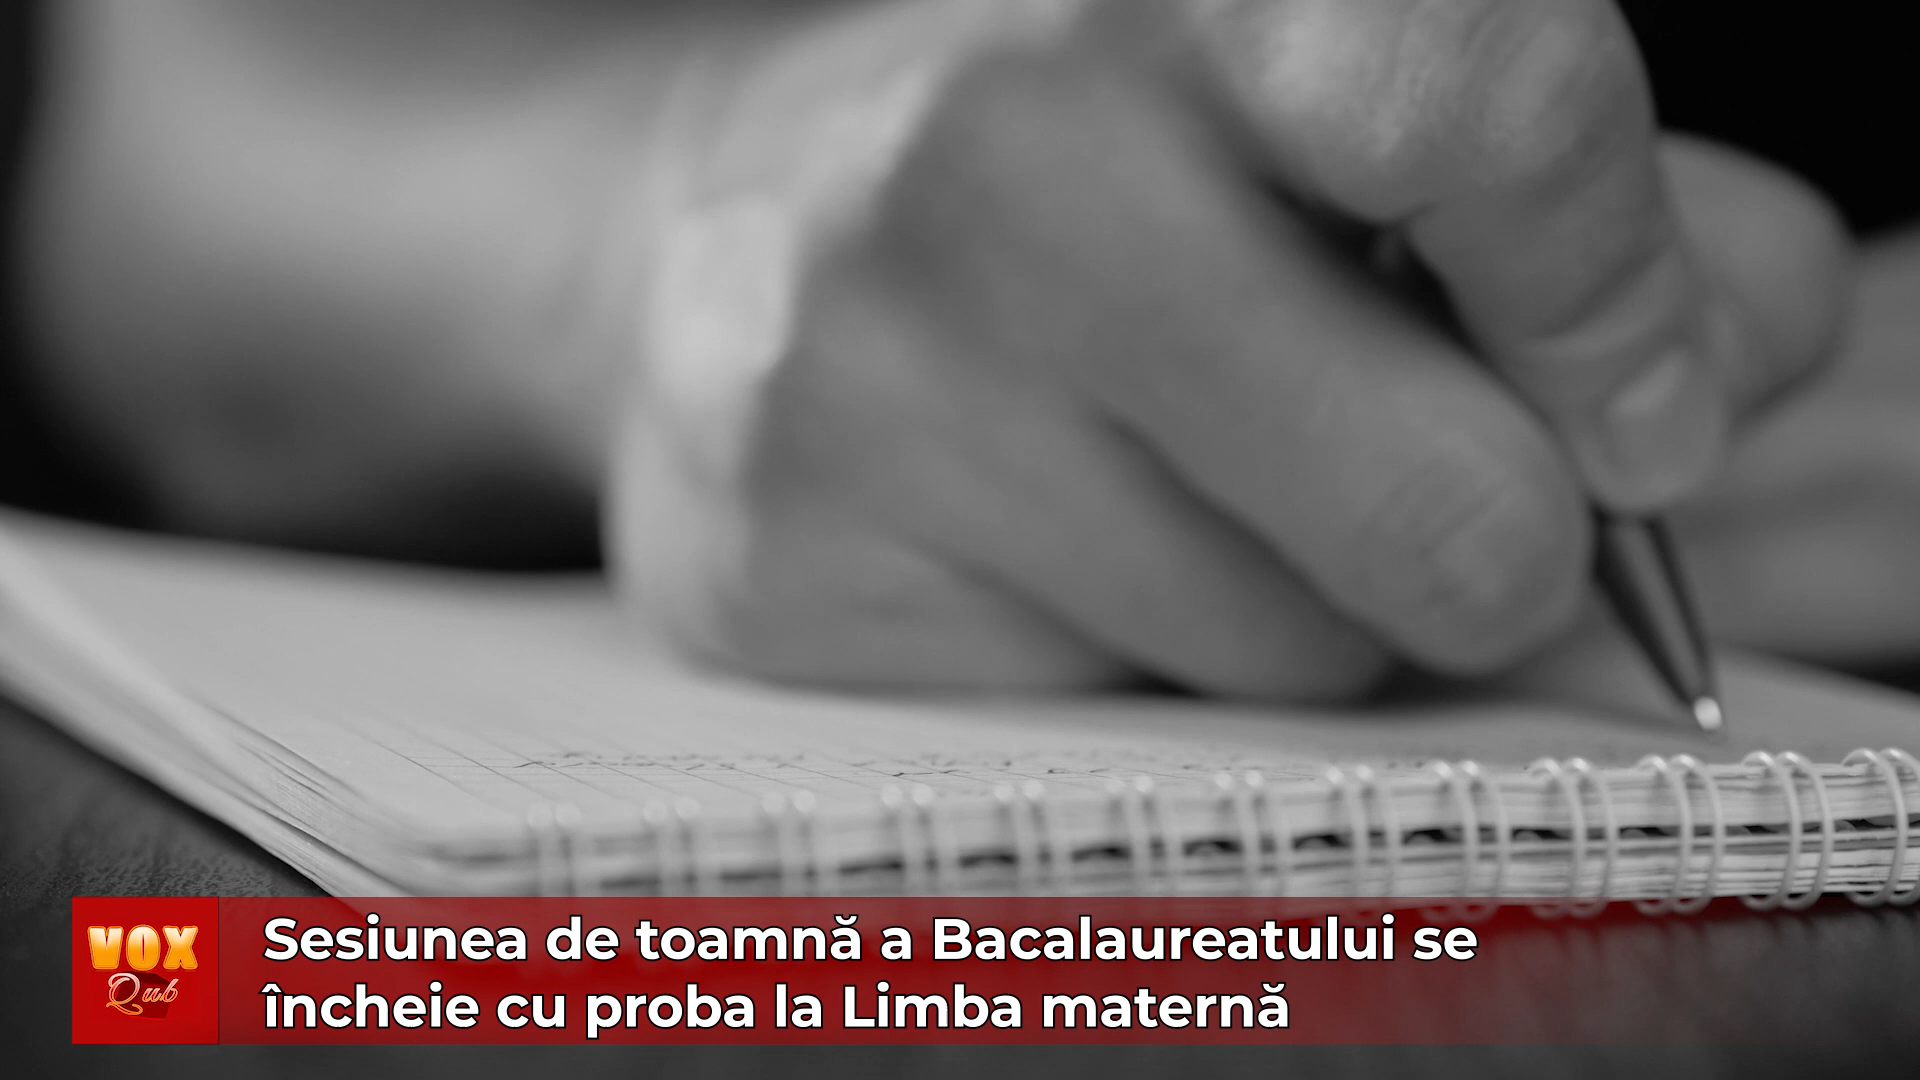 VOX
Qub
Sesiunea de toamnă a Bacalaureatului se
încheie cu proba la Limba maternă